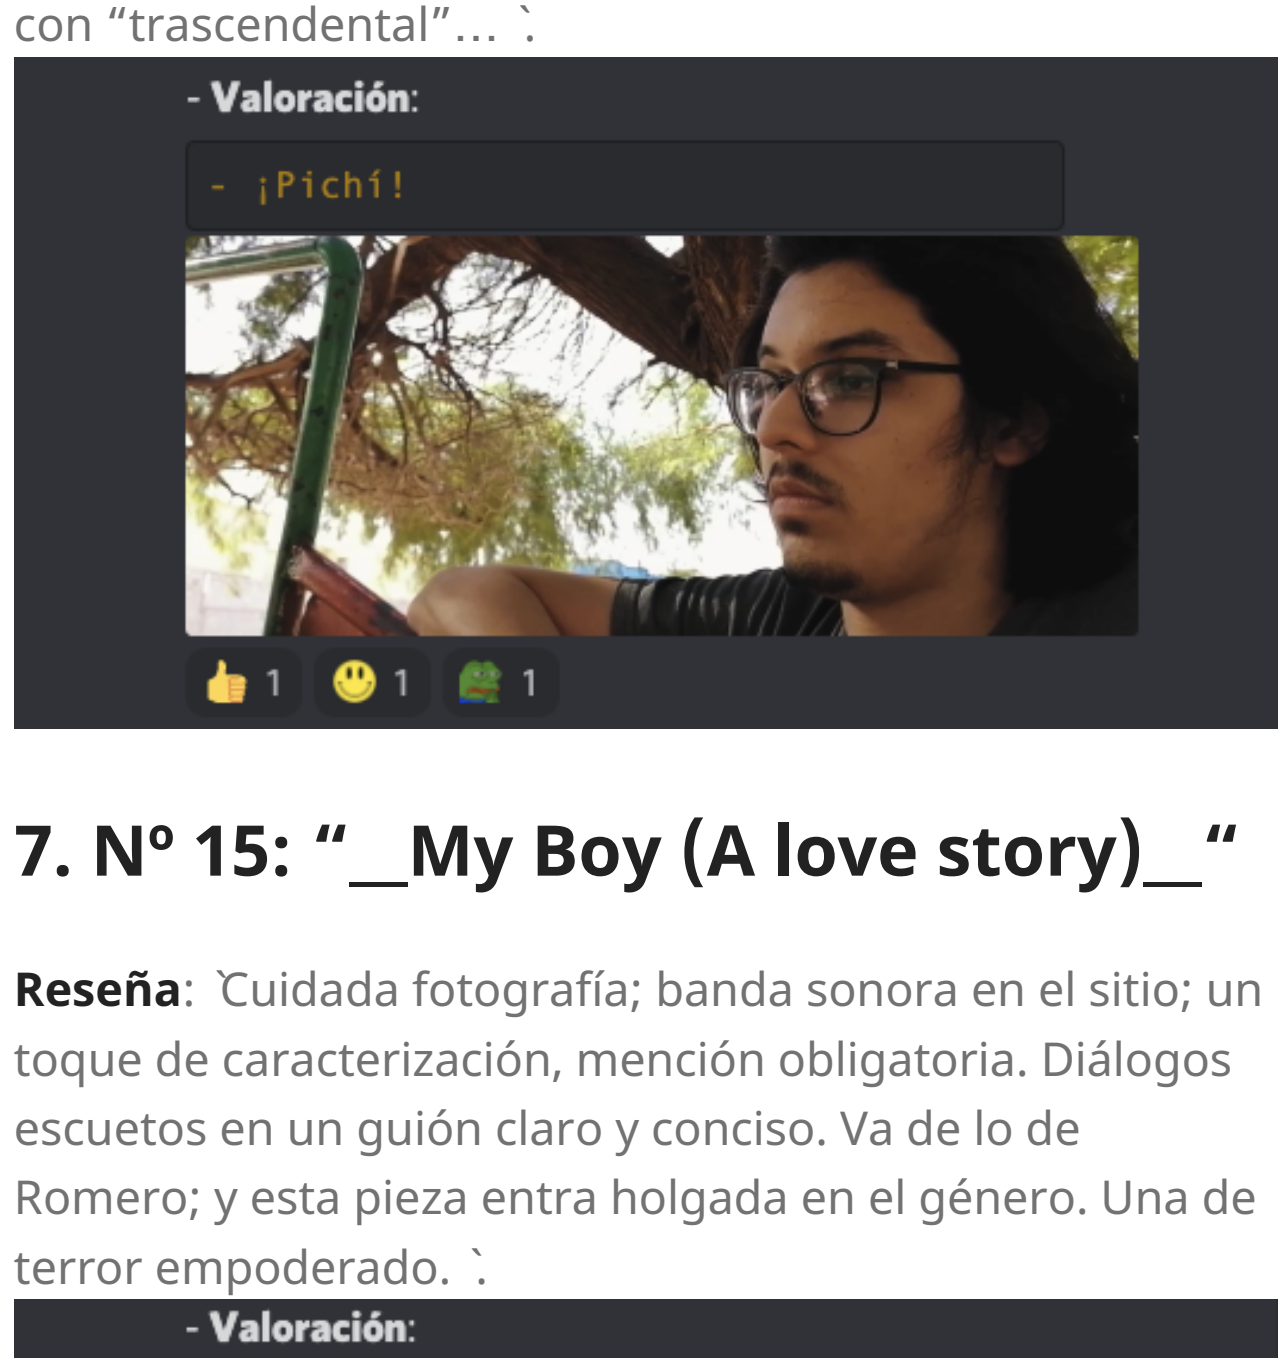 con “trascendental”… `.
- Valoración:
- ¡Pichí!
1 1 1
7. Nº 15: “__My Boy (A love story)__“
Reseña: `Cuidada fotografía; banda sonora en el sitio; un
toque de caracterización, mención obligatoria. Diálogos
escuetos en un guión claro y conciso. Va de lo de
Romero; y esta pieza entra holgada en el género. Una de
terror empoderado. `.
- Valoración: